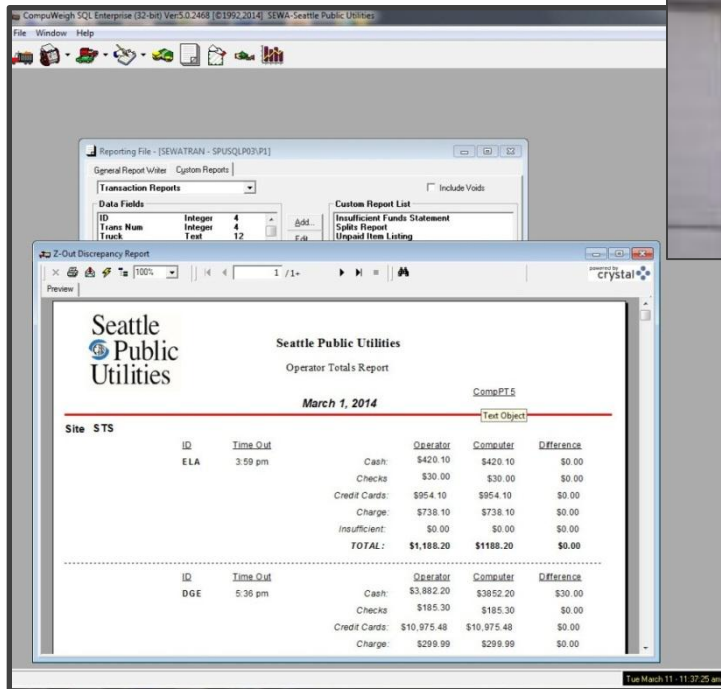 CompuWeigh SQL Enterprise (32-bit) Ver:5.0.2468 [©1992,2014] SEWA-Seattle Public Utilities
File Window Help
Reporting File - [SEWATRAN - SPUSQLP03\P1]
General Report Writer Custom Reports
Transaction Reports Include Voids
Data Fields Custom Report List
ID Integer 4 Add... Insufficient Funds Statement
Trans Num Integer 4 Splits Report
Truck Text 12 Edit Unpaid Item Listing
Z-Out Discrepancy Report
100% 1 /1+ powered by crystal
Preview
Seattle Public Utilities
Seattle Public Utilities
Operator Totals Report
CompPT5
March 1, 2014
Text Object
Site STS
ID Time Out Operator Computer Difference
ELA 3:59 pm Cash: $420.10 $420.10 $0.00
Checks $30.00 $30.00 $0.00
Credit Cards: $954.10 $954.10 $0.00
Charge: $738.10 $738.10 $0.00
Insufficient: $0.00 $0.00 $0.00
TOTAL: $1,188.20 $1188.20 $0.00
ID Time Out Operator Computer Difference
DGE 5:36 pm Cash: $3,882.20 $3852.20 $30.00
Checks $185.30 $185.30 $0.00
Credit Cards: $10,975.48 $10,975.48 $0.00
Charge: $299.99 $299.99 $0.00
Tue March 11 - 11:37:25 am